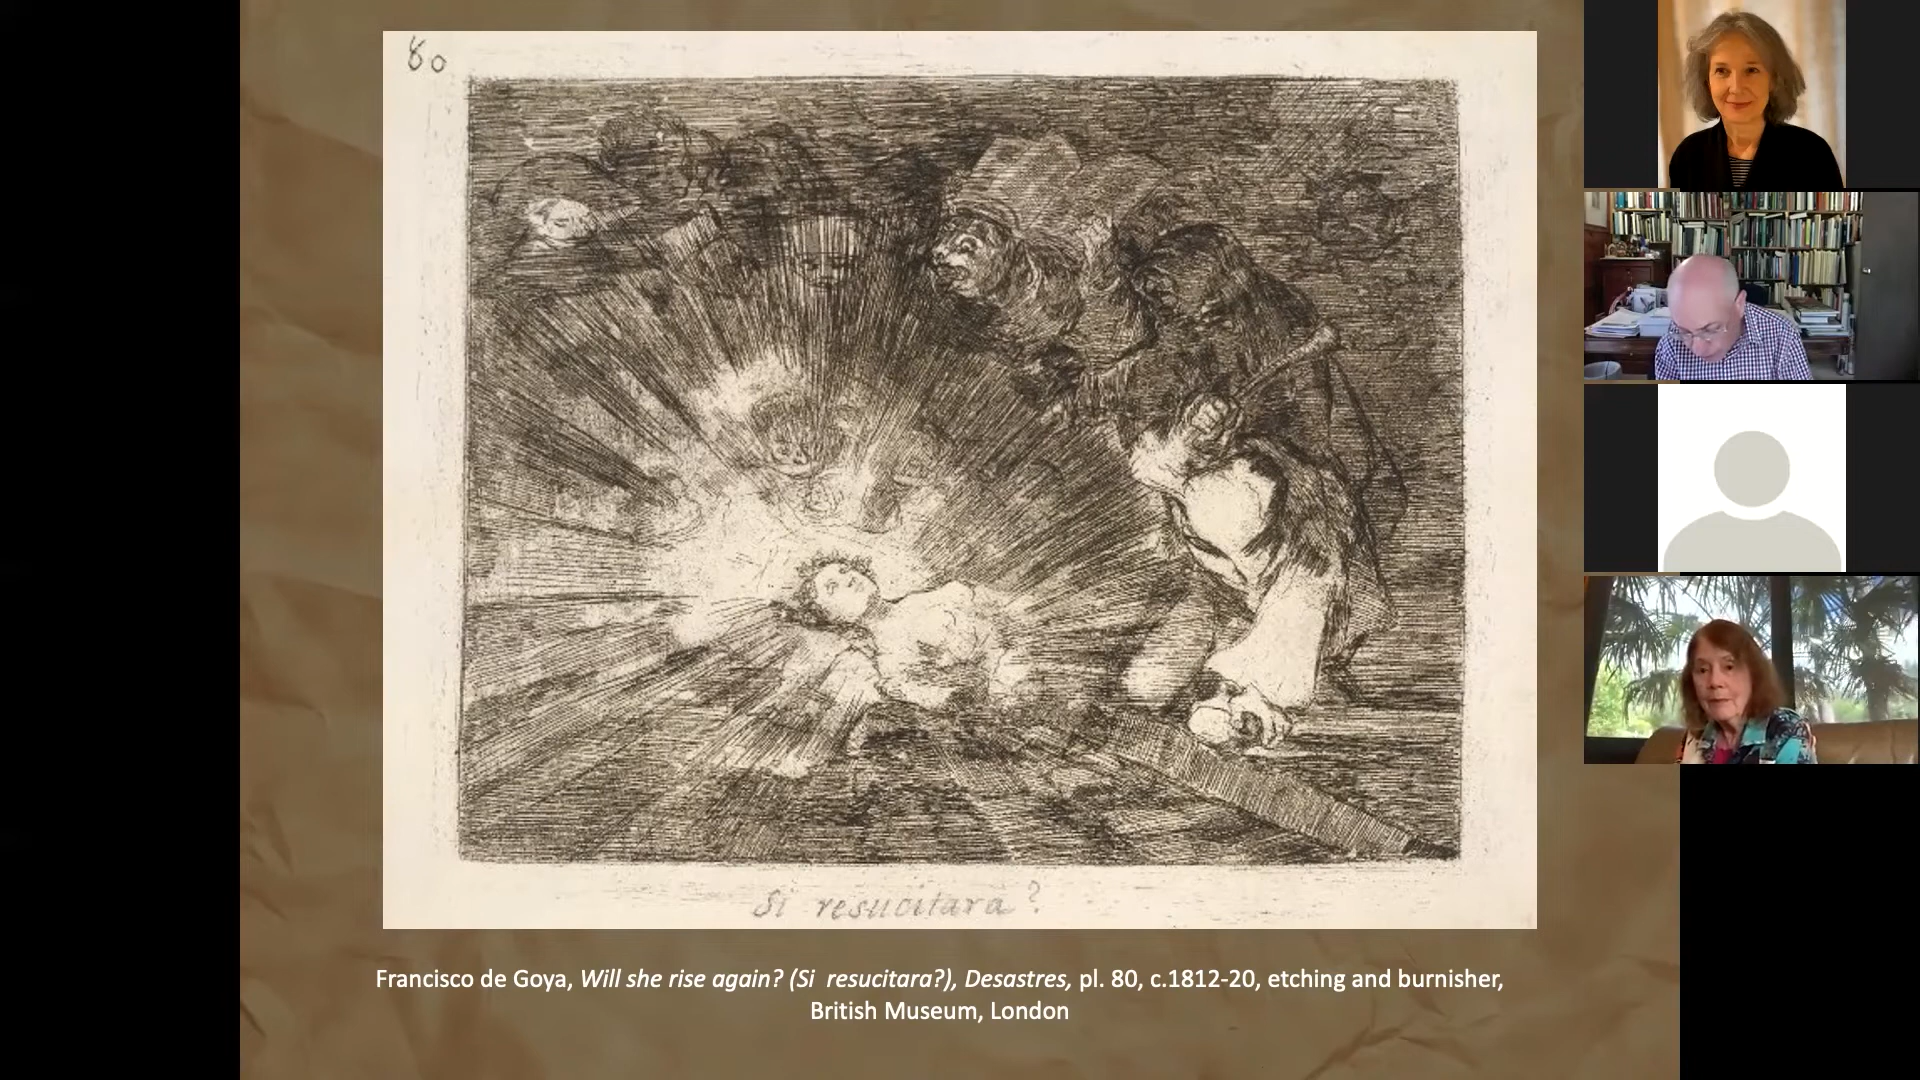 80
Si resucitara?
Francisco de Goya, Will she rise again? (Si  resucitara?), Desastres, pl. 80, c.1812-20, etching and burnisher,
British Museum, London